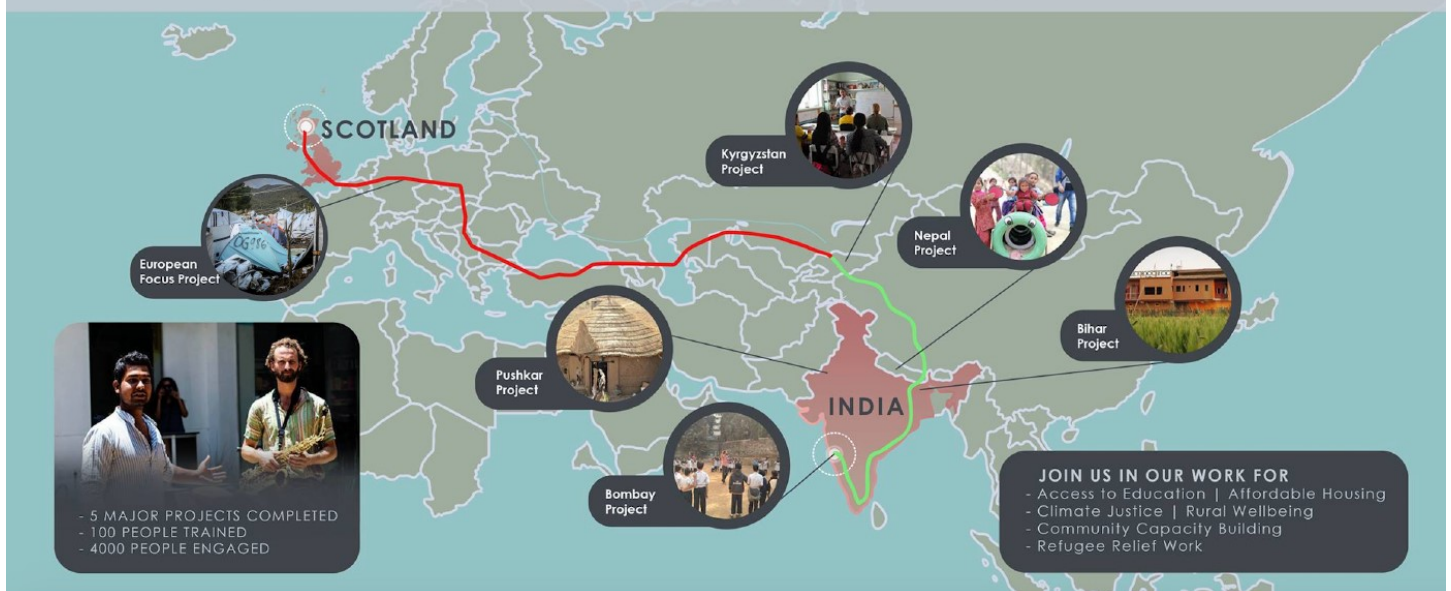 SCOTLAND
Kyrgyzstan
Project
Nepal
Project
European
Focus Project
OG 986
Bihar
Project
Pushkar
Project
INDIA
Bombay
Project
- 5 MAJOR PROJECTS COMPLETED
- 100 PEOPLE TRAINED
- 4000 PEOPLE ENGAGED
JOIN US IN OUR WORK FOR
- Access to Education | Affordable Housing
- Climate Justice | Rural Wellbeing
- Community Capacity Building
- Refugee Relief Work